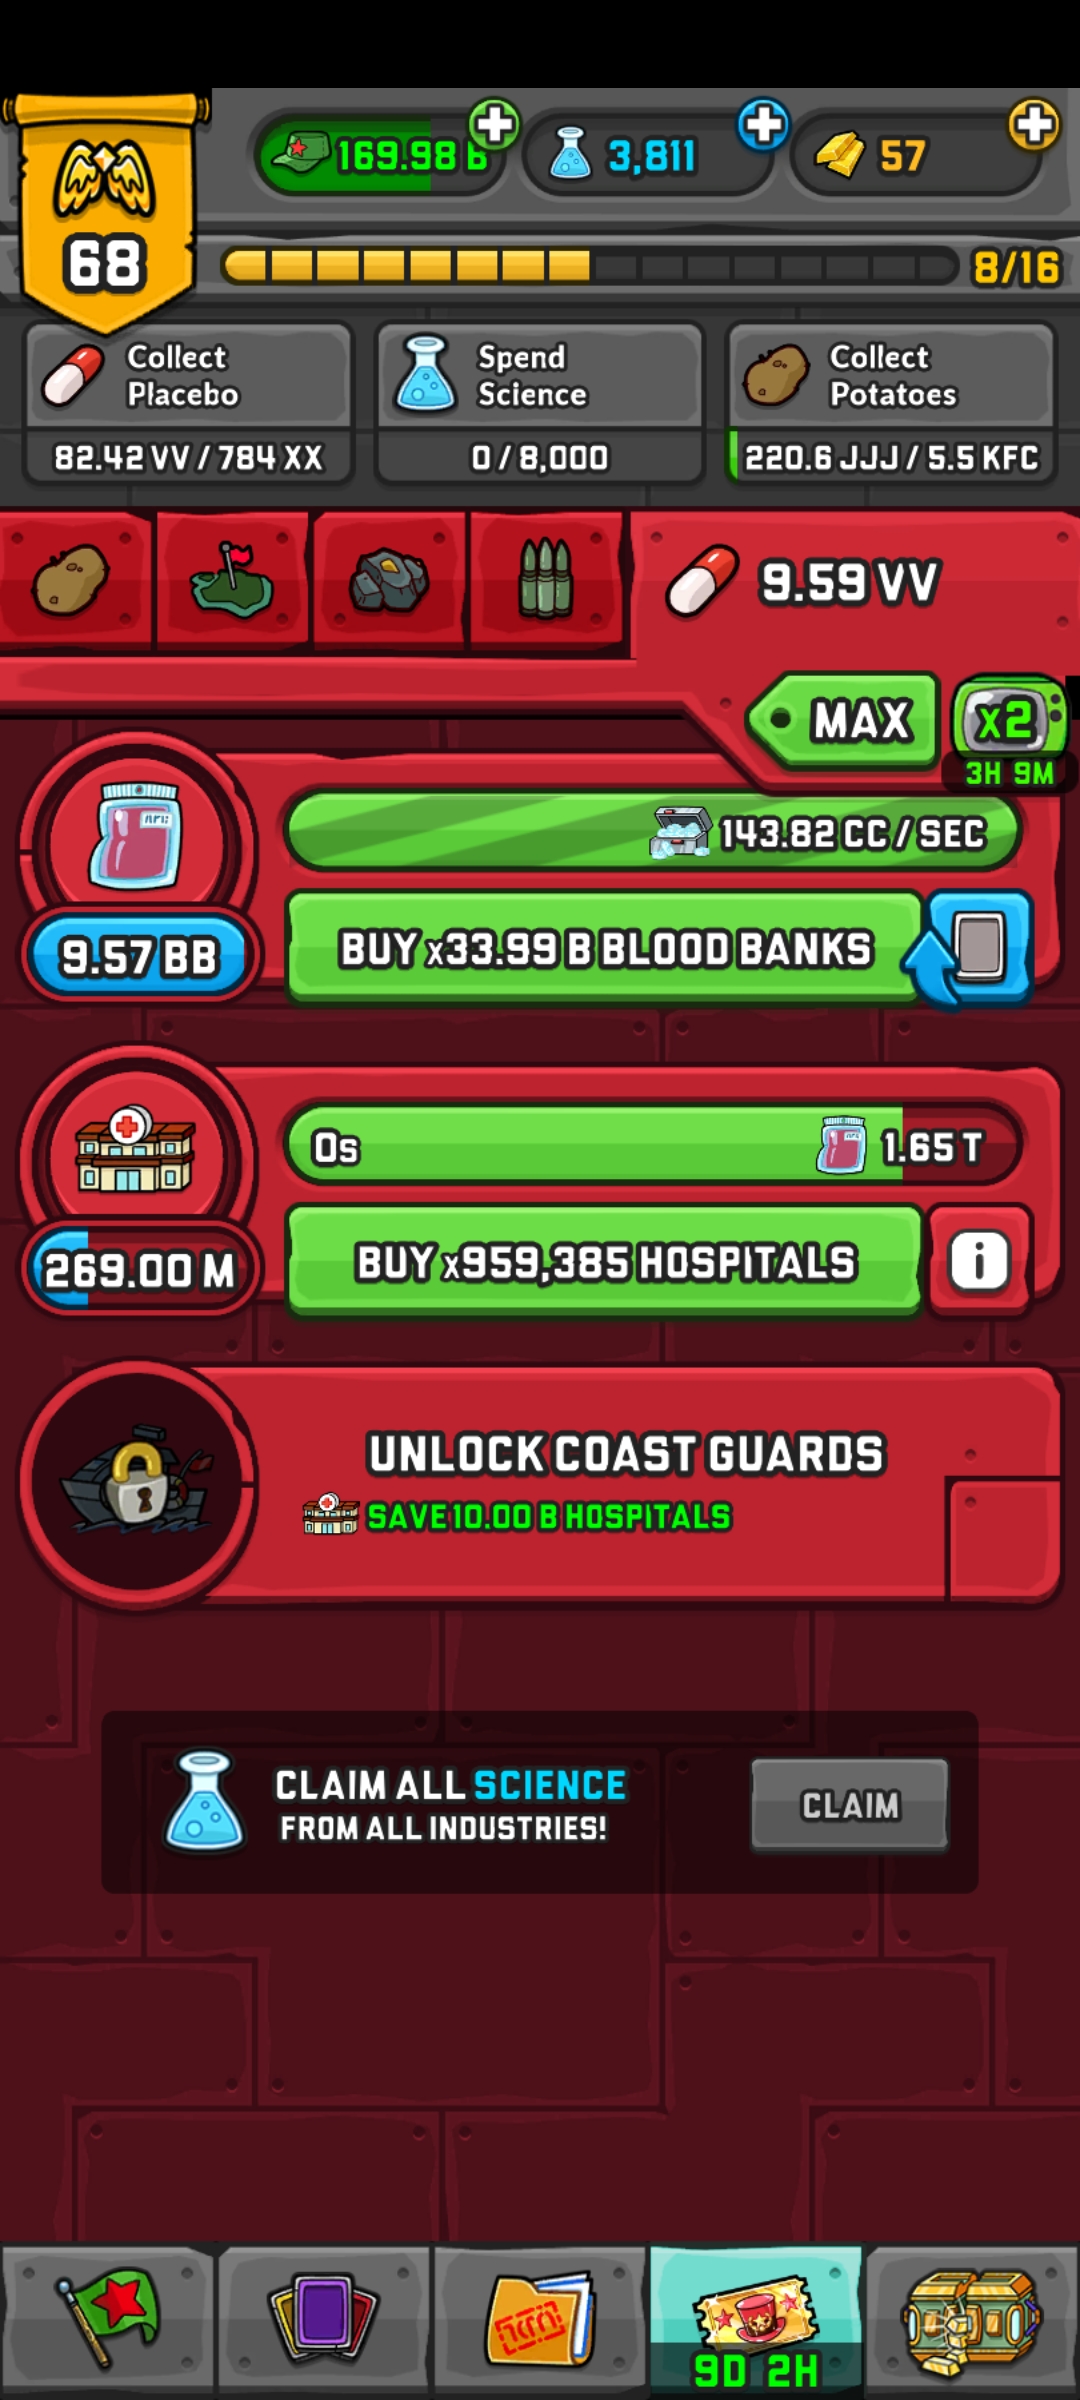 169.98 B
3,811
57
68
8/16
Collect
Placebo
82.42 VV / 784 XX
Spend
Science
0 / 8,000
Collect
Potatoes
220.6 JJJ / 5.5 KFC
9.59 VV
MAX
x2
3H 9M
143.82 CC / SEC
9.57 BB
BUY x33.99 B BLOOD BANKS
0s
1.65 T
269.00 M
BUY x959,385 HOSPITALS
i
UNLOCK COAST GUARDS
SAVE 10.00 B HOSPITALS
CLAIM ALL SCIENCE
FROM ALL INDUSTRIES!
CLAIM
9D 2H